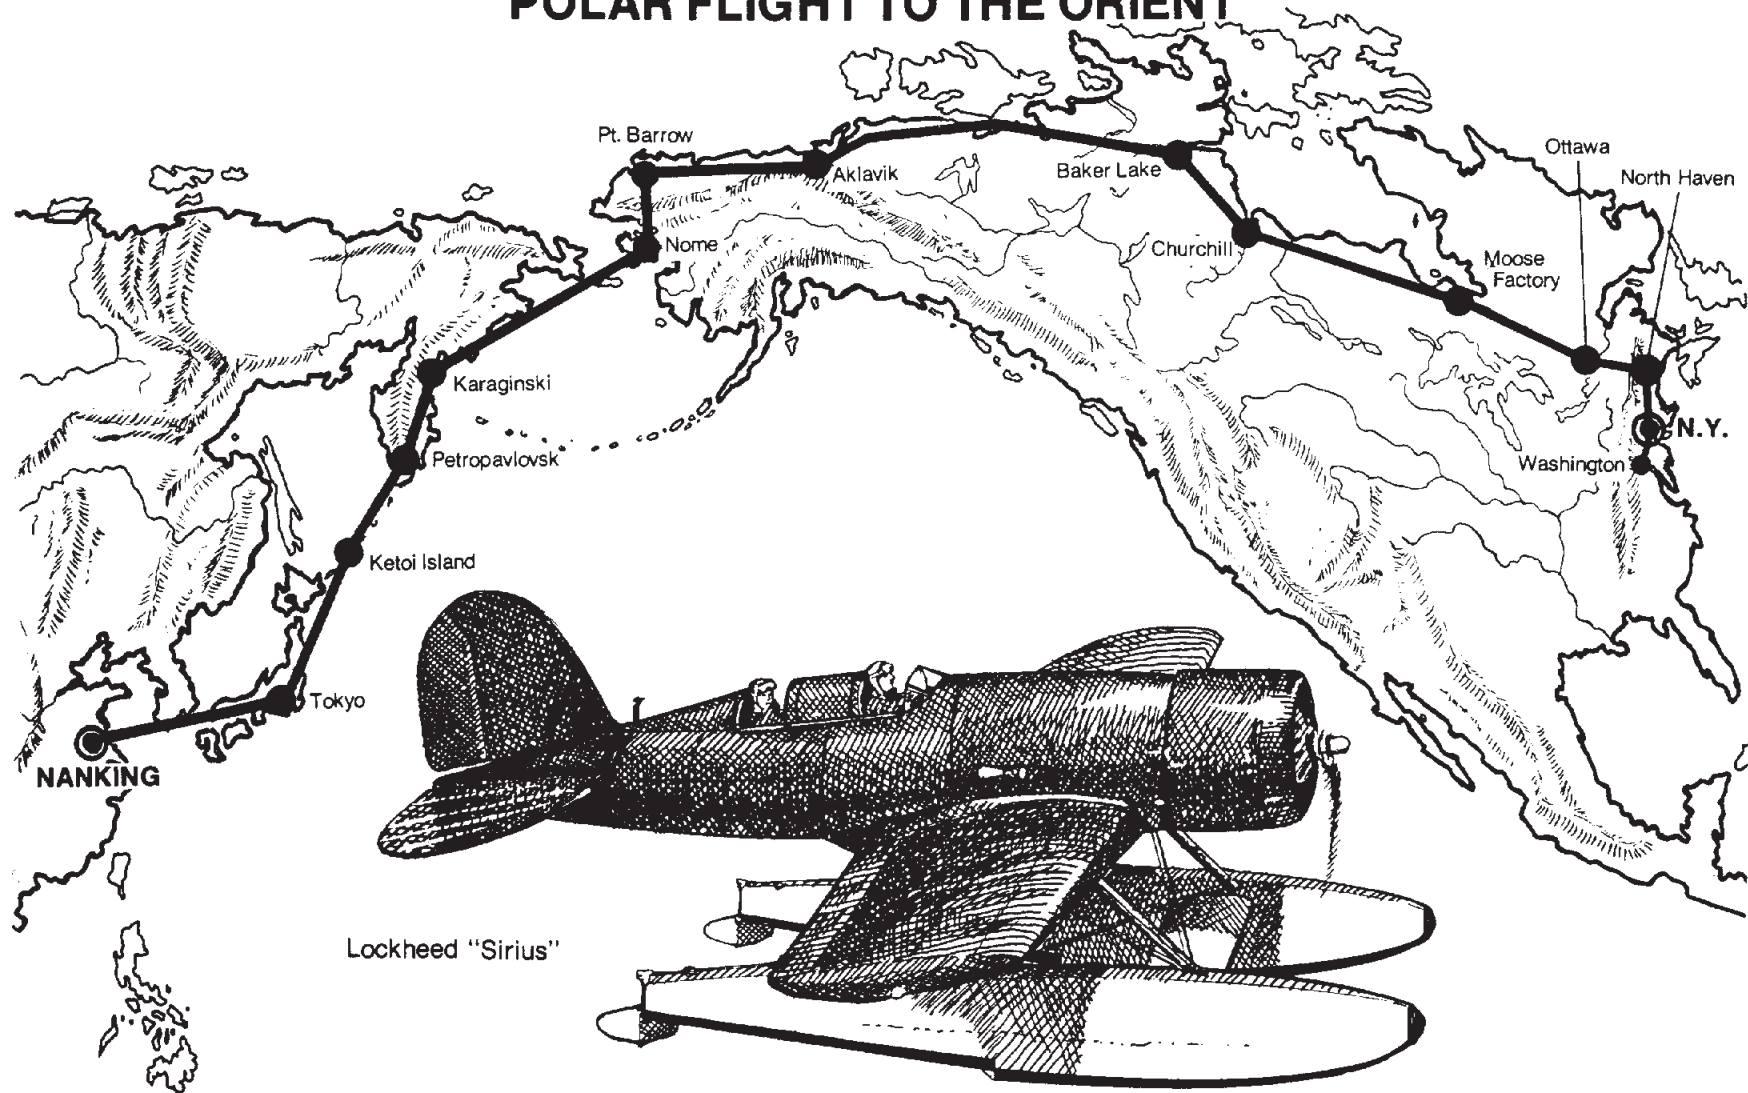 POLAR FLIGHT TO THE ORIENT
Pt. Barrow
Ottawa
Aklavik
Baker Lake
North Haven
Nome
Churchill
Moose
Factory
Karaginski
N.Y.
Petropavlovsk
Washington
Ketoi Island
Tokyo
NANKING
Lockheed "Sirius"